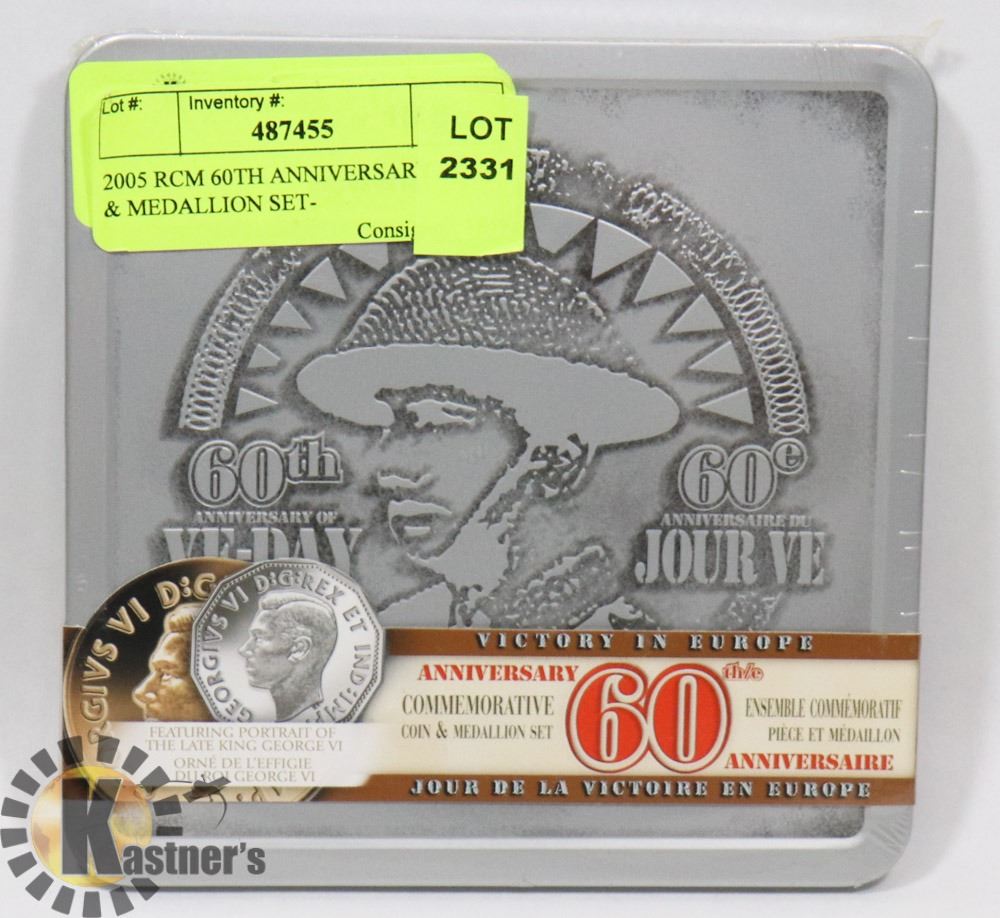 Lot #:
Inventory #:
487455
LOT
2331
2005 RCM 60TH ANNIVERSAR
& MEDALLION SET-
Consig
60th
ANNIVERSARY OF
VE-DAY
60e
ANNIVERSAIRE DU
JOUR VE
GIVS VI D:G
GEORGIVS VI D:G:REX ET IND:IMP
FEATURING PORTRAIT OF
THE LATE KING GEORGE VI
ORNÉ DE L'EFFIGIE
DU ROI GEORGE VI
VICTORY IN EUROPE
ANNIVERSARY
COMMEMORATIVE
COIN & MEDALLION SET
60th/e
ENSEMBLE COMMÉMORATIF
PIÈCE ET MÉDAILLON
ANNIVERSAIRE
JOUR DE LA VICTOIRE EN EUROPE
Kastner's